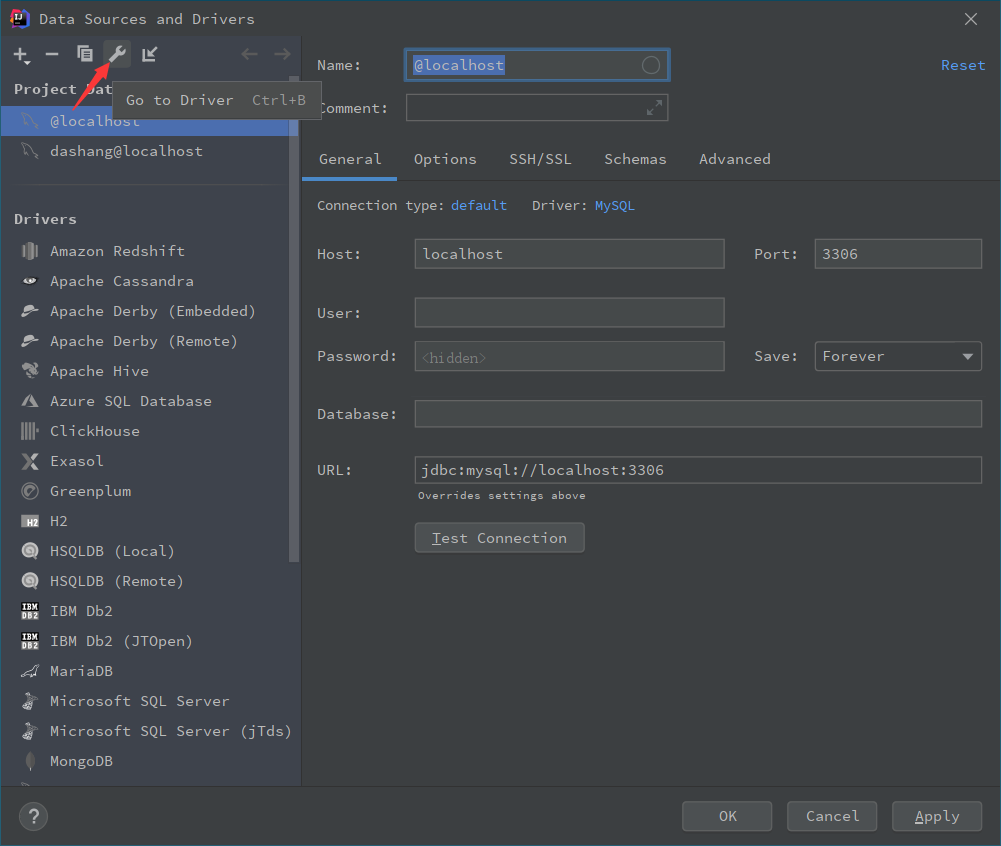 Data Sources and Drivers
Project Dat
Go to Driver Ctrl+B
@localhost
dashang@localhost
Drivers
Amazon Redshift
Apache Cassandra
Apache Derby (Embedded)
Apache Derby (Remote)
Apache Hive
Azure SQL Database
ClickHouse
Exasol
Greenplum
H2
HSQLDB (Local)
HSQLDB (Remote)
IBM Db2
IBM Db2 (JTOpen)
MariaDB
Microsoft SQL Server
Microsoft SQL Server (jTds)
MongoDB
Name: @localhost Reset
Comment:
General Options SSH/SSL Schemas Advanced
Connection type: default Driver: MySQL
Host: localhost Port: 3306
User:
Password: <hidden> Save: Forever
Database:
URL: jdbc:mysql://localhost:3306
Overrides settings above
Test Connection
? OK Cancel Apply